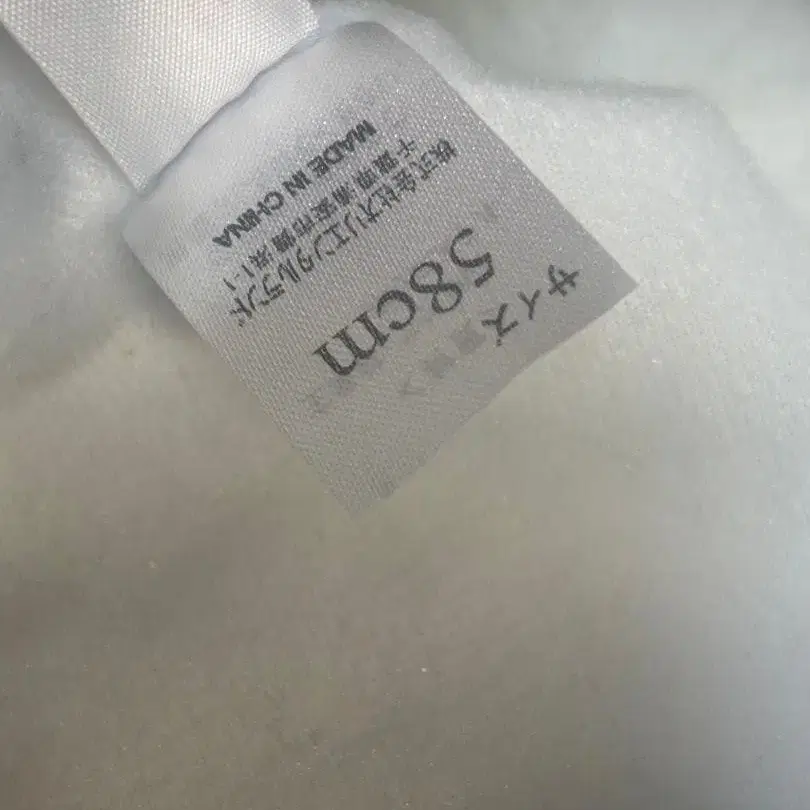 サイズ
58cm
株式会社オリエンタルランド
千葉県浦安市舞浜1-1
MADE IN CHINA